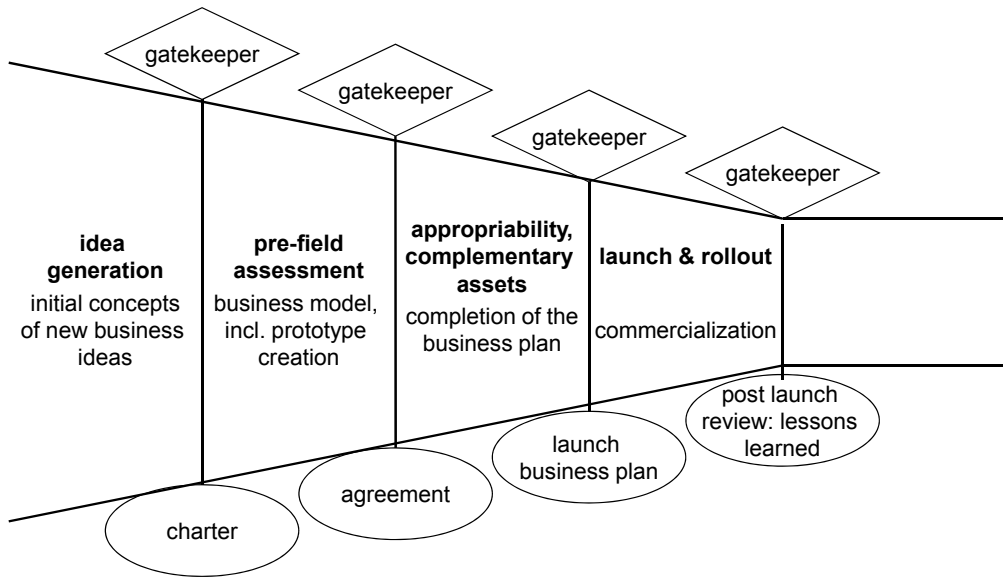 gatekeeper
gatekeeper
gatekeeper
gatekeeper
idea
generation
initial concepts
of new business
ideas
pre-field
assessment
business model,
incl. prototype
creation
appropriability,
complementary
assets
completion of the
business plan
launch & rollout
commercialization
charter
agreement
launch
business plan
post launch
review: lessons
learned